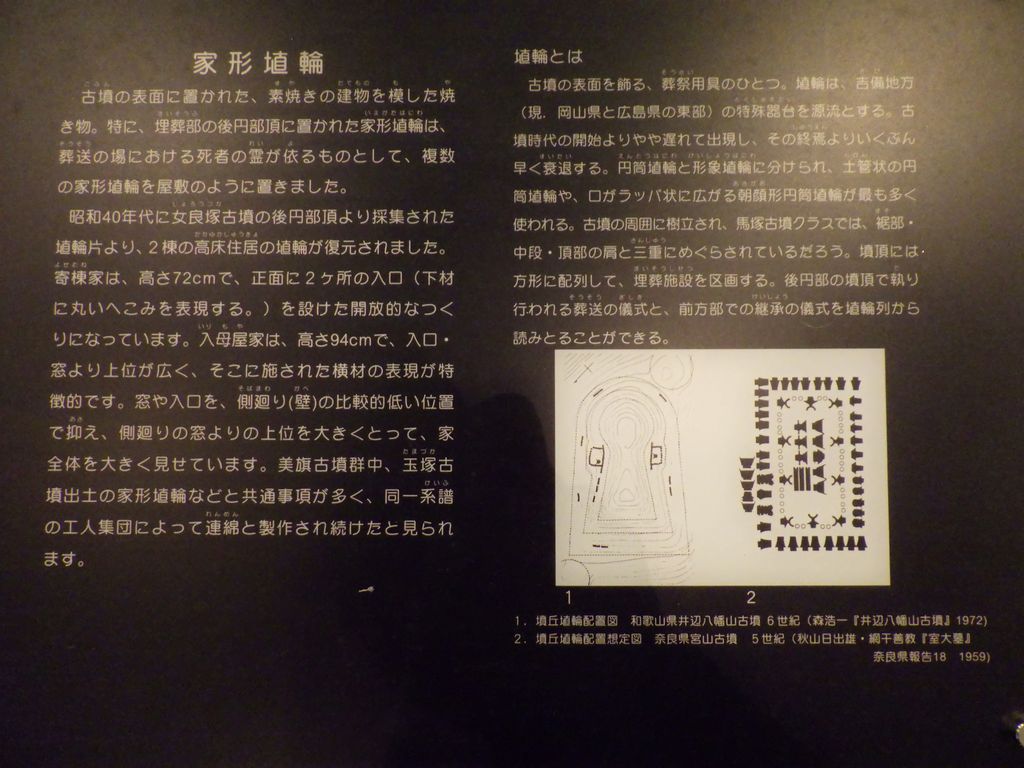 家形埴輪
古墳の表面に置かれた、素焼きの建物を模した焼
き物。特に、埋葬部の後円部頂に置かれた家形埴輪は、
葬送の場における死者の霊が依るものとして、複数
の家形埴輪を屋敷のように置きました。
昭和40年代に女良塚古墳の後円部頂より採集された
埴輪片より、2棟の高床住居の埴輪が復元されました。
寄棟家は、高さ72cmで、正面に2ヶ所の入口（下材
に丸いへこみを表現する。）を設けた開放的なつく
りになっています。入母屋家は、高さ94cmで、入口・
窓より上位が広く、そこに施された横材の表現が特
徴的です。窓や入口を、側廻り(壁)の比較的低い位置
で抑え、側廻りの窓よりの上位を大きくとって、家
全体を大きく見せています。美旗古墳群中、玉塚古
墳出土の家形埴輪などと共通事項が多く、同一系譜
の工人集団によって連綿と製作され続けたと見られ
ます。
埴輪とは
古墳の表面を飾る、葬祭用具のひとつ。埴輪は、吉備地方
（現．岡山県と広島県の東部）の特殊器台を源流とする。古
墳時代の開始よりやや遅れて出現し、その終焉よりいくぶん
早く衰退する。円筒埴輪と形象埴輪に分けられ、土管状の円
筒埴輪や、口がラッパ状に広がる朝顔形円筒埴輪が最も多く
使われる。古墳の周囲に樹立され、馬塚古墳クラスでは、裾部・
中段・頂部の肩と三重にめぐらされているだろう。墳頂には
方形に配列して、埋葬施設を区画する。後円部の墳頂で執り
行われる葬送の儀式と、前方部での継承の儀式を埴輪列から
読みとることができる。
1 2
1．墳丘埴輪配置図　和歌山県井辺八幡山古墳 6世紀（森浩一『井辺八幡山古墳』1972)
2．墳丘埴輪配置想定図　奈良県宮山古墳　5世紀（秋山日出雄・網干善教『室大墓』
奈良県報告18　1959)